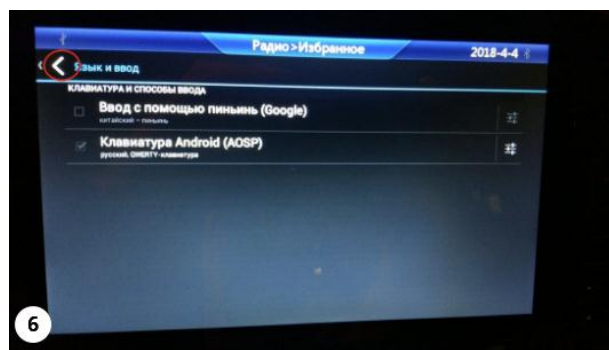 Радио>Избранное
2018-4-4
Язык и ввод
КЛАВИАТУРА И СПОСОБЫ ВВОДА
Ввод с помощью пиньинь (Google)
китайский – пиньинь
Клавиатура Android (AOSP)
русский, QWERTY-клавиатура
6